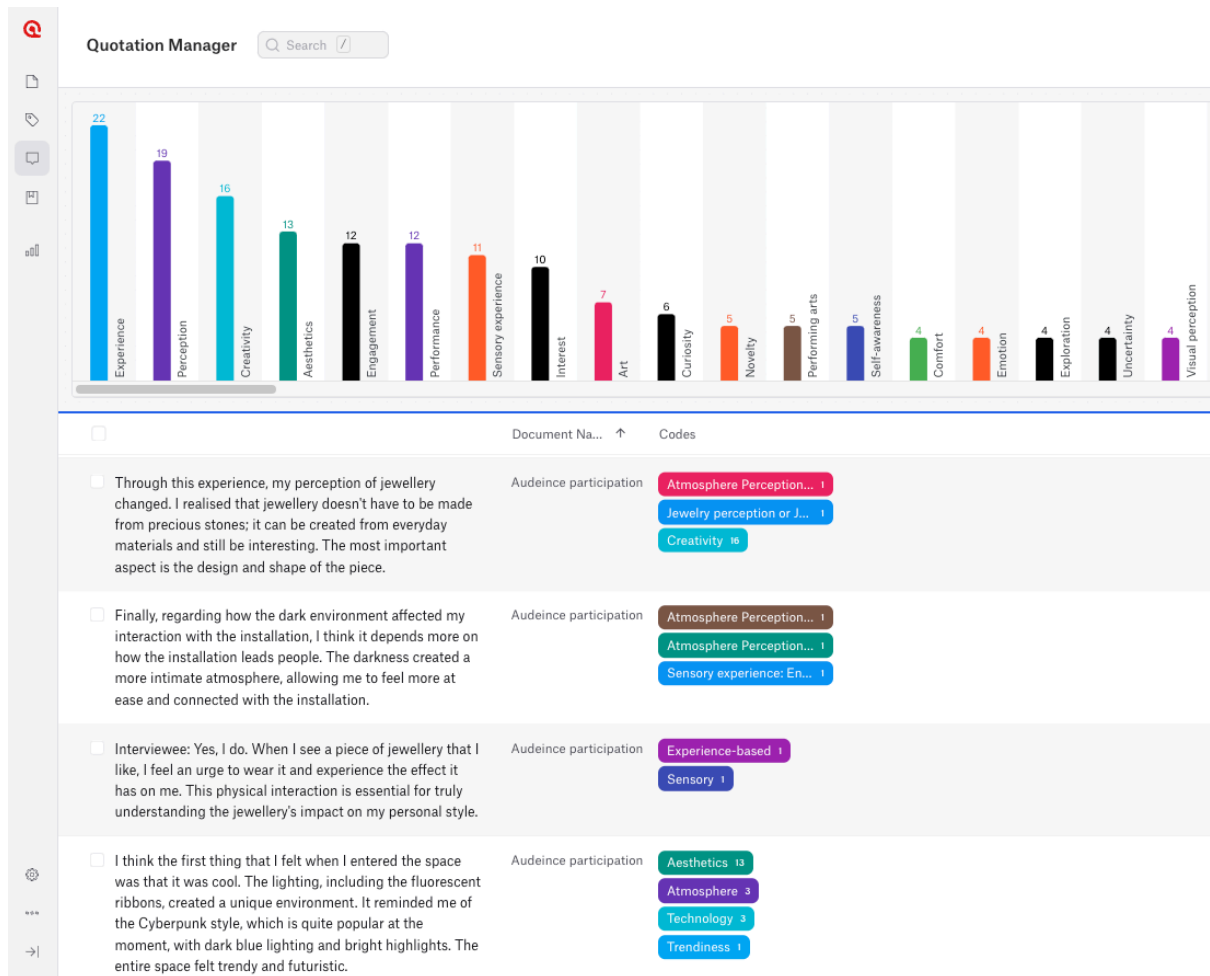 Quotation Manager
Search /
22
19
16
13
12
12
11
10
7
6
5
5
5
4
4
4
4
4
Experience
Perception
Creativity
Aesthetics
Engagement
Performance
Sensory experience
Interest
Art
Curiosity
Novelty
Performing arts
Self-awareness
Comfort
Emotion
Exploration
Uncertainty
Visual perception
Document Na... ↑ Codes
Through this experience, my perception of jewellery
changed. I realised that jewellery doesn't have to be made
from precious stones; it can be created from everyday
materials and still be interesting. The most important
aspect is the design and shape of the piece.
Audeince participation
Atmosphere Perception... 1
Jewelry perception or J... 1
Creativity 16
Finally, regarding how the dark environment affected my
interaction with the installation, I think it depends more on
how the installation leads people. The darkness created a
more intimate atmosphere, allowing me to feel more at
ease and connected with the installation.
Audeince participation
Atmosphere Perception... 1
Atmosphere Perception... 1
Sensory experience: En... 1
Interviewee: Yes, I do. When I see a piece of jewellery that I
like, I feel an urge to wear it and experience the effect it
has on me. This physical interaction is essential for truly
understanding the jewellery's impact on my personal style.
Audeince participation
Experience-based 1
Sensory 1
I think the first thing that I felt when I entered the space
was that it was cool. The lighting, including the fluorescent
ribbons, created a unique environment. It reminded me of
the Cyberpunk style, which is quite popular at the
moment, with dark blue lighting and bright highlights. The
entire space felt trendy and futuristic.
Audeince participation
Aesthetics 13
Atmosphere 3
Technology 3
Trendiness 1